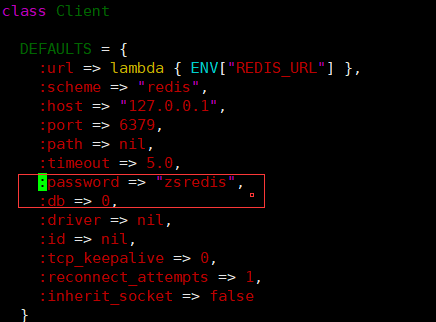 class Client
DEFAULTS = {
:url => lambda { ENV["REDIS_URL"] },
:scheme => "redis",
:host => "127.0.0.1",
:port => 6379,
:path => nil,
:timeout => 5.0,
:password => "zsredis",
:db => 0,
:driver => nil,
:id => nil,
:tcp_keepalive => 0,
:reconnect_attempts => 1,
:inherit_socket => false
}